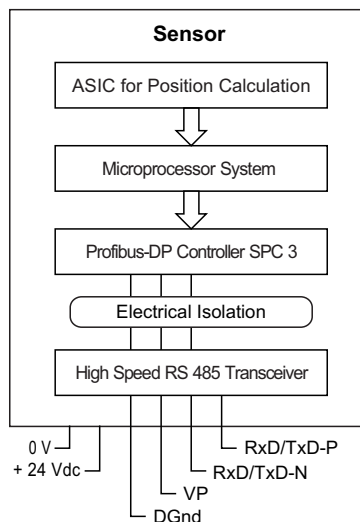 Sensor
ASIC for Position Calculation
Microprocessor System
Profibus-DP Controller SPC 3
Electrical Isolation
High Speed RS 485 Transceiver
0 V
RxD/TxD-P
+ 24 Vdc
RxD/TxD-N
VP
DGnd